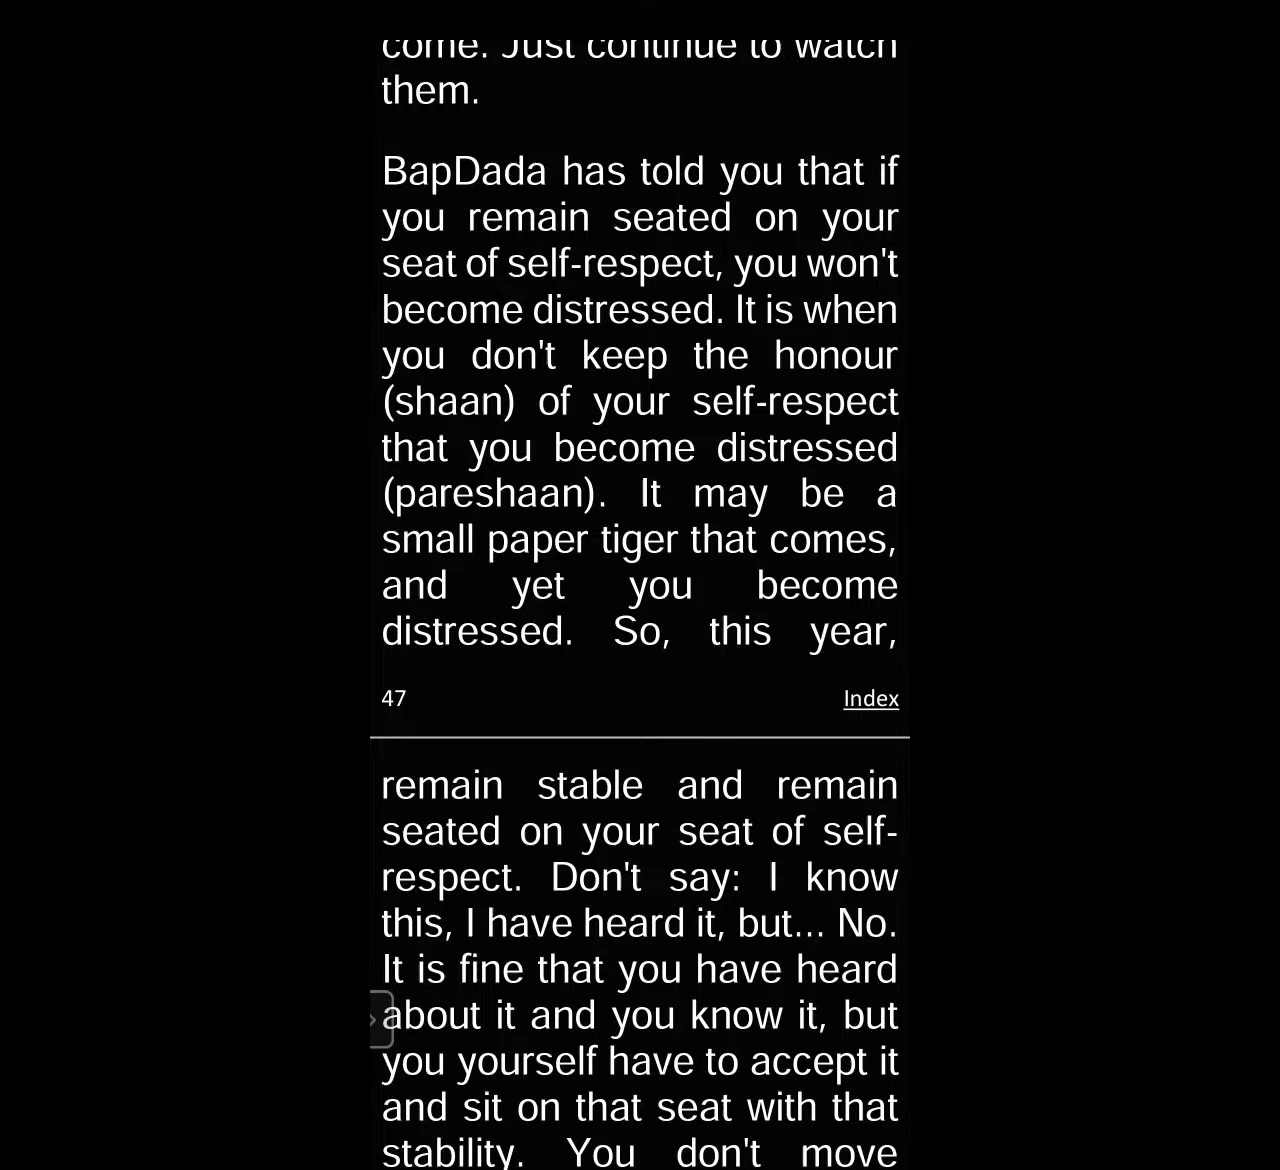 come. Just continue to watch
them.
BapDada has told you that if
you remain seated on your
seat of self-respect, you won't
become distressed. It is when
you don't keep the honour
(shaan) of your self-respect
that you become distressed
(pareshaan). It may be a
small paper tiger that comes,
and yet you become
distressed. So, this year,
47 Index
remain stable and remain
seated on your seat of self-
respect. Don't say: I know
this, I have heard it, but... No.
It is fine that you have heard
about it and you know it, but
you yourself have to accept it
and sit on that seat with that
stability. You don't move